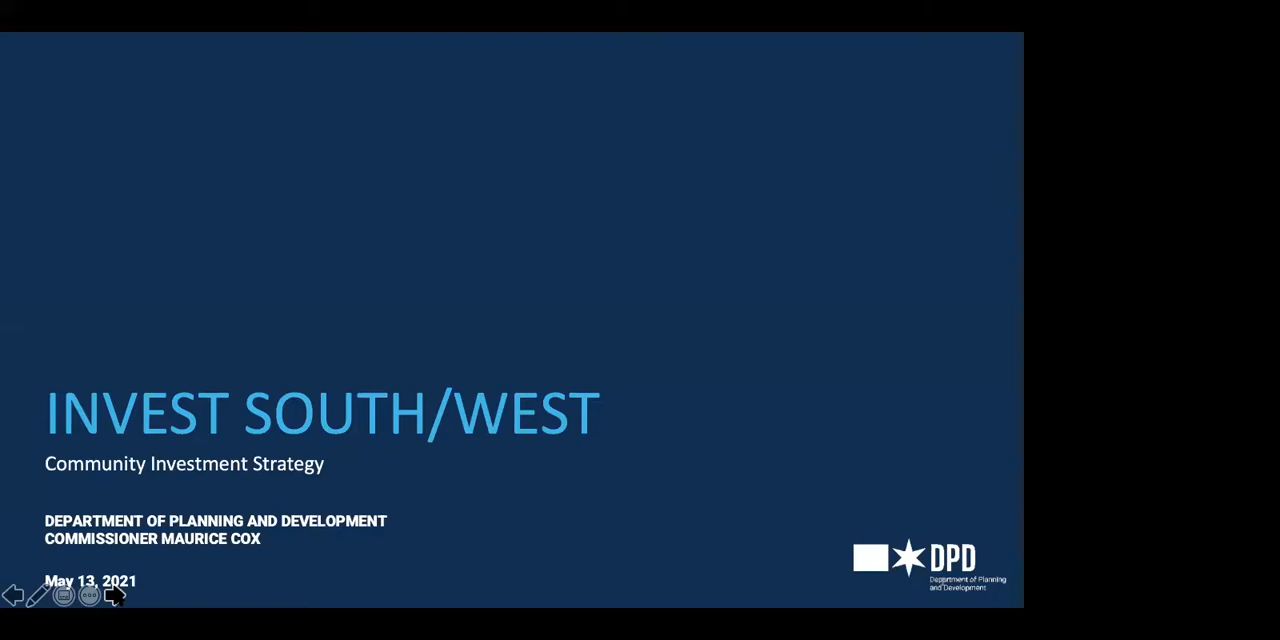 INVEST SOUTH/WEST
Community Investment Strategy
DEPARTMENT OF PLANNING AND DEVELOPMENT
COMMISSIONER MAURICE COX
May 13, 2021
DPD
Department of Planning
and Development